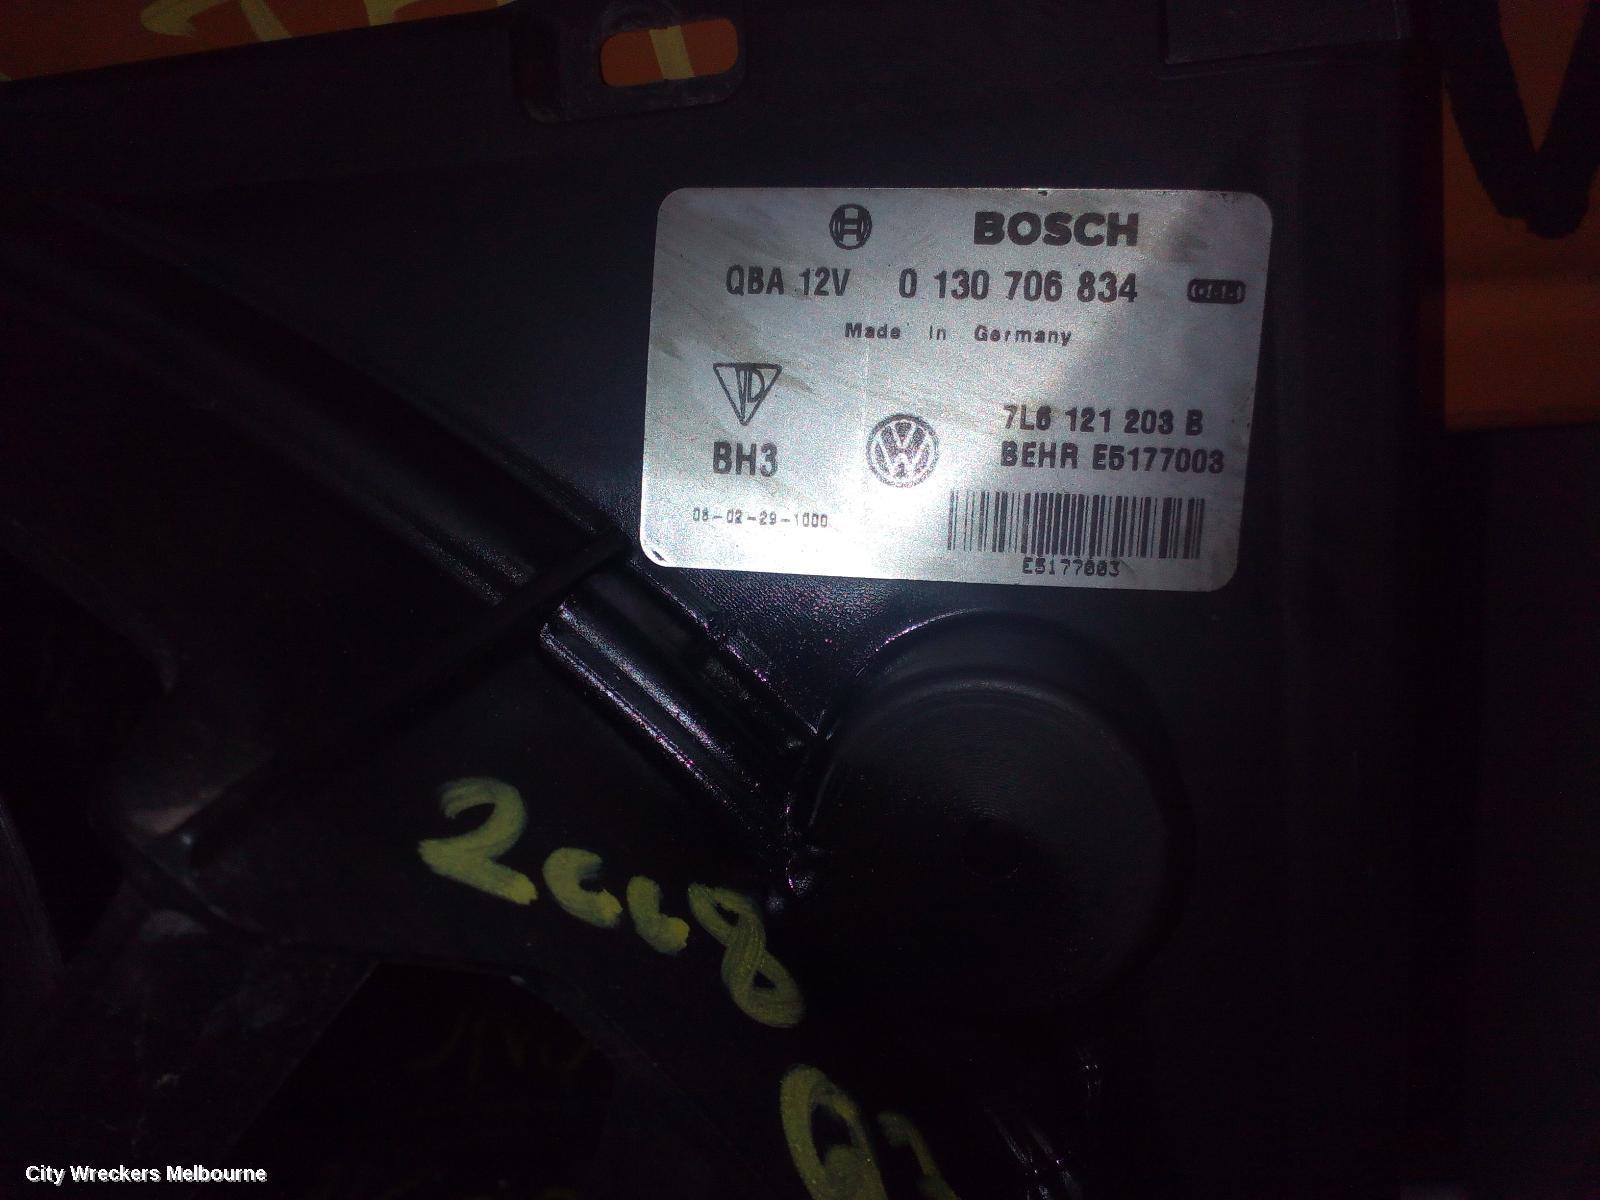 BOSCH
QBA 12V 0 130 706 834
Made in Germany
BH3
7L6 121 203 B
BEHR E5177003
08-02-29-1000
E5177003
2008
City Wreckers Melbourne